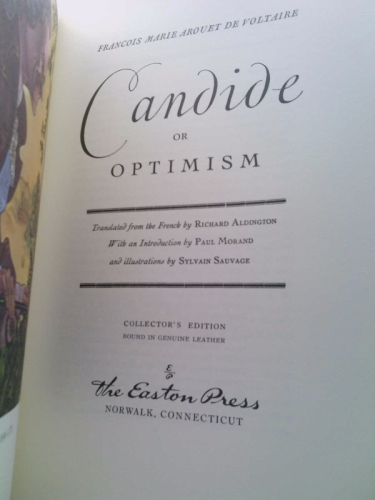 FRANCOIS MARIE AROUET DE VOLTAIRE
Candide
OR
OPTIMISM
Translated from the French by RICHARD ALDINGTON
With an Introduction by PAUL MORAND
and illustrations by SYLVAIN SAUVAGE
COLLECTOR'S EDITION
BOUND IN GENUINE LEATHER
The Easton Press
NORWALK, CONNECTICUT